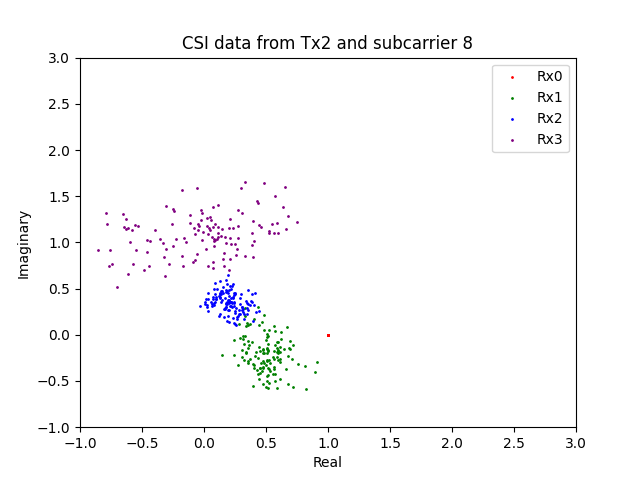 CSI data from Tx2 and subcarrier 8
3.0
2.5
2.0
1.5
1.0
0.5
0.0
−0.5
−1.0
Imaginary
Rx0
Rx1
Rx2
Rx3
−1.0 −0.5 0.0 0.5 1.0 1.5 2.0 2.5 3.0
Real